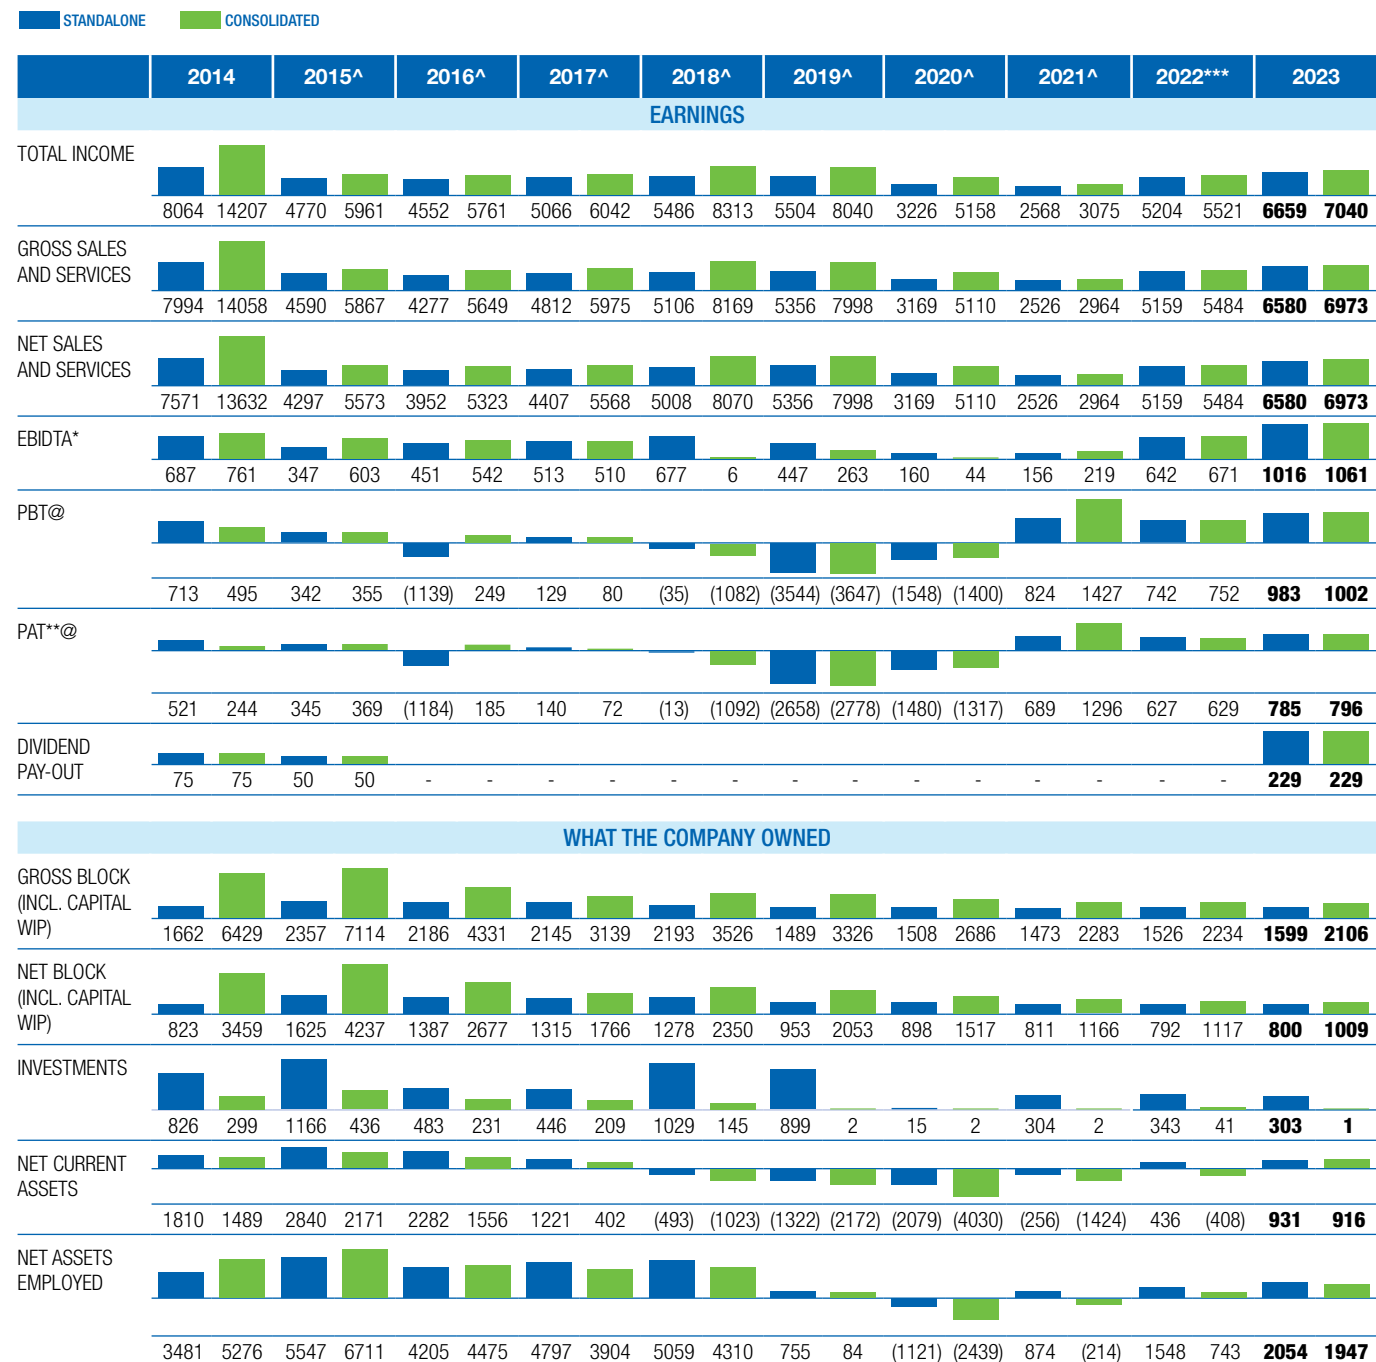 STANDALONE CONSOLIDATED
2014 2015^ 2016^ 2017^ 2018^ 2019^ 2020^ 2021^ 2022*** 2023
EARNINGS
TOTAL INCOME
8064 14207 4770 5961 4552 5761 5066 6042 5486 8313 5504 8040 3226 5158 2568 3075 5204 5521 6659 7040
GROSS SALES
AND SERVICES
7994 14058 4590 5867 4277 5649 4812 5975 5106 8169 5356 7998 3169 5110 2526 2964 5159 5484 6580 6973
NET SALES
AND SERVICES
7571 13632 4297 5573 3952 5323 4407 5568 5008 8070 5356 7998 3169 5110 2526 2964 5159 5484 6580 6973
EBIDTA*
687 761 347 603 451 542 513 510 677 6 447 263 160 44 156 219 642 671 1016 1061
PBT@
713 495 342 355 (1139) 249 129 80 (35) (1082) (3544) (3647) (1548) (1400) 824 1427 742 752 983 1002
PAT**@
521 244 345 369 (1184) 185 140 72 (13) (1092) (2658) (2778) (1480) (1317) 689 1296 627 629 785 796
DIVIDEND
PAY-OUT
75 75 50 50 - - - - - - - - - - - - - - 229 229
WHAT THE COMPANY OWNED
GROSS BLOCK
(INCL. CAPITAL
WIP)
1662 6429 2357 7114 2186 4331 2145 3139 2193 3526 1489 3326 1508 2686 1473 2283 1526 2234 1599 2106
NET BLOCK
(INCL. CAPITAL
WIP)
823 3459 1625 4237 1387 2677 1315 1766 1278 2350 953 2053 898 1517 811 1166 792 1117 800 1009
INVESTMENTS
826 299 1166 436 483 231 446 209 1029 145 899 2 15 2 304 2 343 41 303 1
NET CURRENT
ASSETS
1810 1489 2840 2171 2282 1556 1221 402 (493) (1023) (1322) (2172) (2079) (4030) (256) (1424) 436 (408) 931 916
NET ASSETS
EMPLOYED
3481 5276 5547 6711 4205 4475 4797 3904 5059 4310 755 84 (1121) (2439) 874 (214) 1548 743 2054 1947